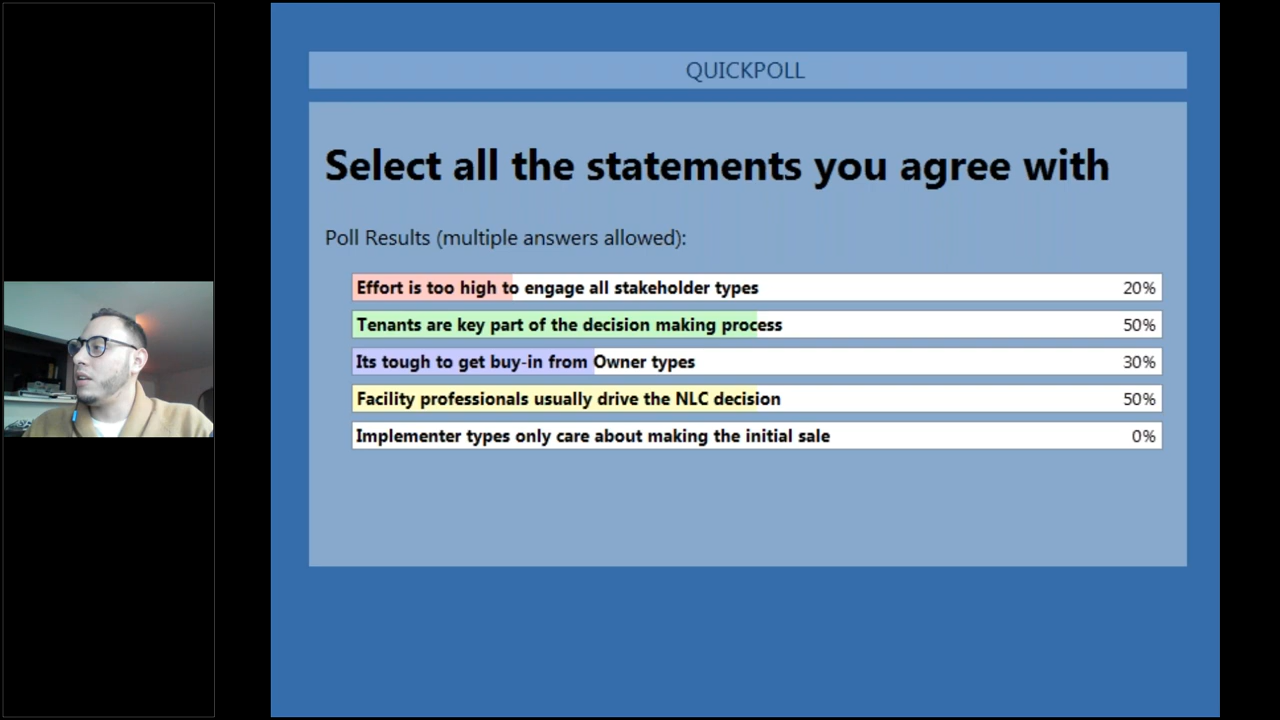 QUICKPOLL
Select all the statements you agree with
Poll Results (multiple answers allowed):
Effort is too high to engage all stakeholder types 20%
Tenants are key part of the decision making process 50%
Its tough to get buy-in from Owner types 30%
Facility professionals usually drive the NLC decision 50%
Implementer types only care about making the initial sale 0%